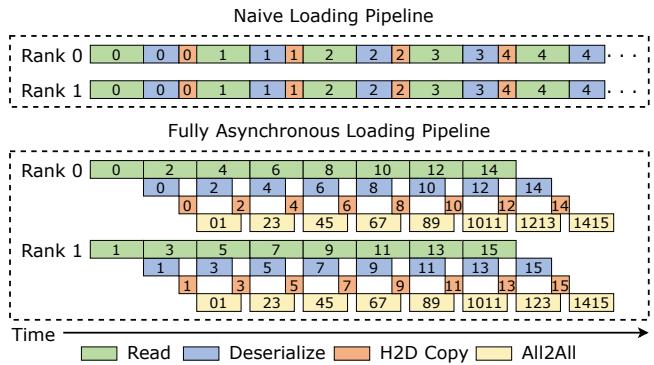 Naive Loading Pipeline
Rank 0 0 0 0 1 1 1 2 2 2 3 3 4 4 4 . . .
Rank 1 0 0 0 1 1 1 2 2 2 3 3 4 4 4 . . .
Fully Asynchronous Loading Pipeline
Rank 0 0 2 4 6 8 10 12 14
0 2 4 6 8 10 12 14
0 2 4 6 8 10 12 14
01 23 45 67 89 1011 1213 1415
Rank 1 1 3 5 7 9 11 13 15
1 3 5 7 9 11 13 15
1 3 5 7 9 11 13 15
01 23 45 67 89 1011 123 1415
Time
Read Deserialize H2D Copy All2All